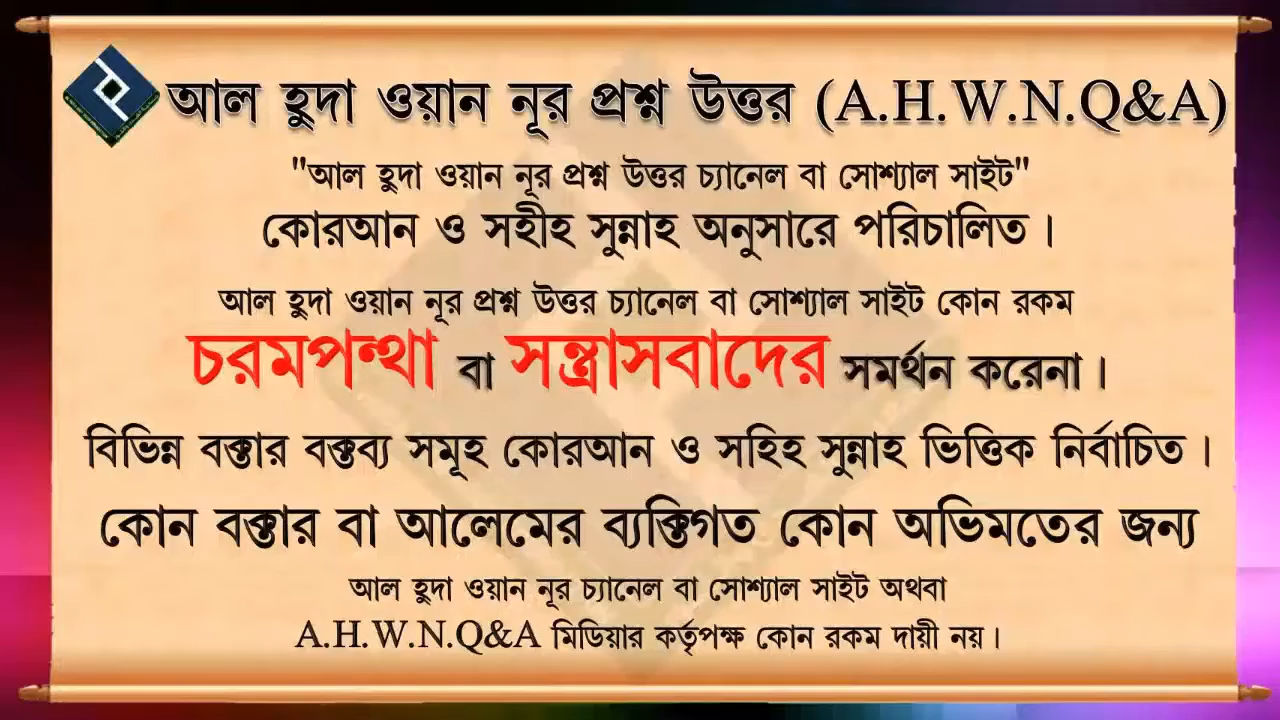 আল হুদা ওয়ান নূর প্রশ্ন উত্তর (A.H.W.N.Q&A)
"আল হুদা ওয়ান নূর প্রশ্ন উত্তর চ্যানেল বা সোশ্যাল সাইট"
কোরআন ও সহীহ সুন্নাহ অনুসারে পরিচালিত।
আল হুদা ওয়ান নূর প্রশ্ন উত্তর চ্যানেল বা সোশ্যাল সাইট কোন রকম
চরমপন্থা বা সন্ত্রাসবাদের সমর্থন করেনা।
বিভিন্ন বক্তার বক্তব্য সমূহ কোরআন ও সহিহ সুন্নাহ ভিত্তিক নির্বাচিত।
কোন বক্তার বা আলেমের ব্যক্তিগত কোন অভিমতের জন্য
আল হুদা ওয়ান নূর চ্যানেল বা সোশ্যাল সাইট অথবা
A.H.W.N.Q&A মিডিয়ার কর্তৃপক্ষ কোন রকম দায়ী নয়।